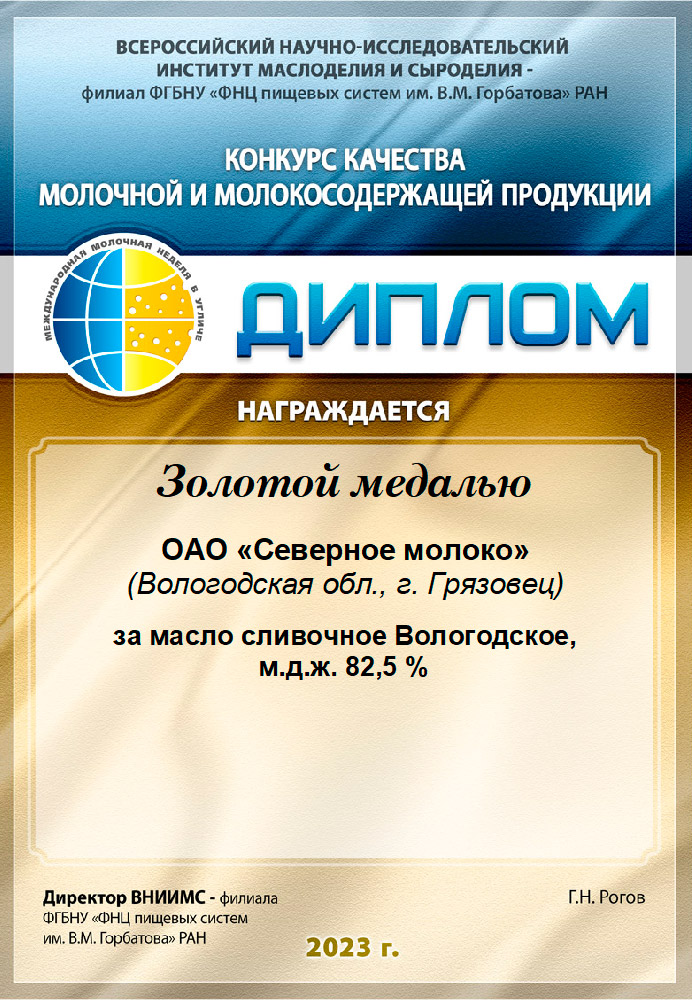 ВСЕРОССИЙСКИЙ НАУЧНО-ИССЛЕДОВАТЕЛЬСКИЙ
ИНСТИТУТ МАСЛОДЕЛИЯ И СЫРОДЕЛИЯ -
филиал ФГБНУ «ФНЦ пищевых систем им. В.М. Горбатова» РАН
КОНКУРС КАЧЕСТВА
МОЛОЧНОЙ И МОЛОКОСОДЕРЖАЩЕЙ ПРОДУКЦИИ
МЕЖДУНАРОДНАЯ МОЛОЧНАЯ НЕДЕЛЯ В УГЛИЧЕ
ДИПЛОМ
НАГРАЖДАЕТСЯ
Золотой медалью
ОАО «Северное молоко»
(Вологодская обл., г. Грязовец)
за масло сливочное Вологодское,
м.д.ж. 82,5 %
Директор ВНИИМС - филиала
ФГБНУ «ФНЦ пищевых систем
им. В.М. Горбатова» РАН
Г.Н. Рогов
2023 г.